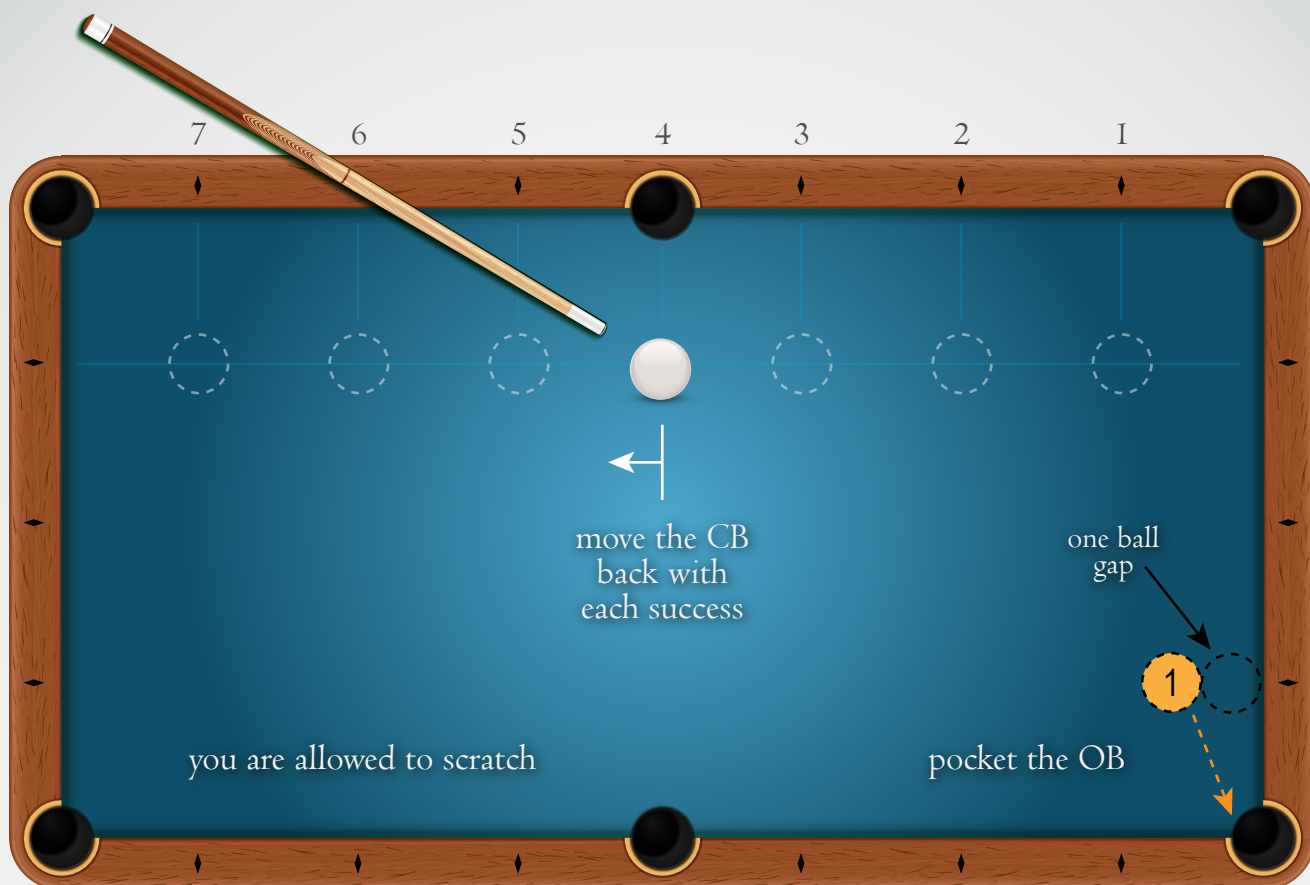 7 6 5 4 3 2 1
move the CB
back with
each success
one ball
gap
1
you are allowed to scratch
pocket the OB